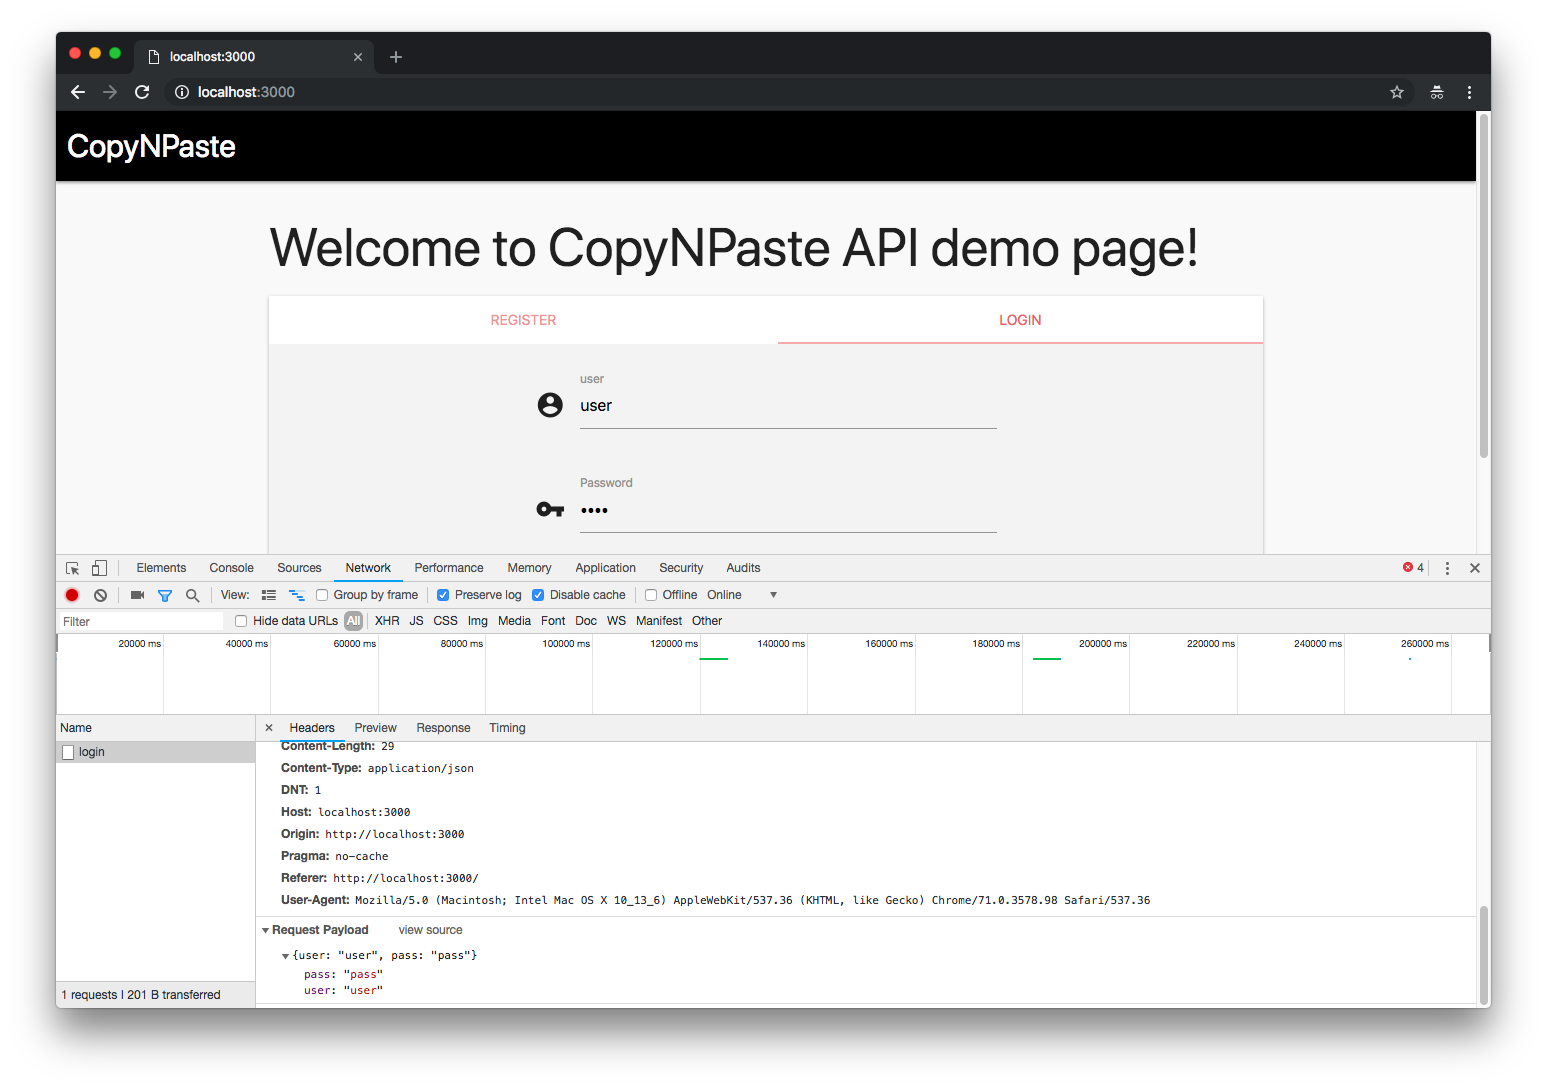 localhost:3000
localhost:3000
CopyNPaste
Welcome to CopyNPaste API demo page!
REGISTER LOGIN
user
user
Password
••••
Elements Console Sources Network Performance Memory Application Security Audits 4
View: Group by frame Preserve log Disable cache Offline Online
Filter Hide data URLs All XHR JS CSS Img Media Font Doc WS Manifest Other
20000 ms 40000 ms 60000 ms 80000 ms 100000 ms 120000 ms 140000 ms 160000 ms 180000 ms 200000 ms 220000 ms 240000 ms 260000 ms
Name Headers Preview Response Timing
login
Content-Length: 29
Content-Type: application/json
DNT: 1
Host: localhost:3000
Origin: http://localhost:3000
Pragma: no-cache
Referer: http://localhost:3000/
User-Agent: Mozilla/5.0 (Macintosh; Intel Mac OS X 10_13_6) AppleWebKit/537.36 (KHTML, like Gecko) Chrome/71.0.3578.98 Safari/537.36
Request Payload view source
{user: "user", pass: "pass"}
pass: "pass"
user: "user"
1 requests | 201 B transferred